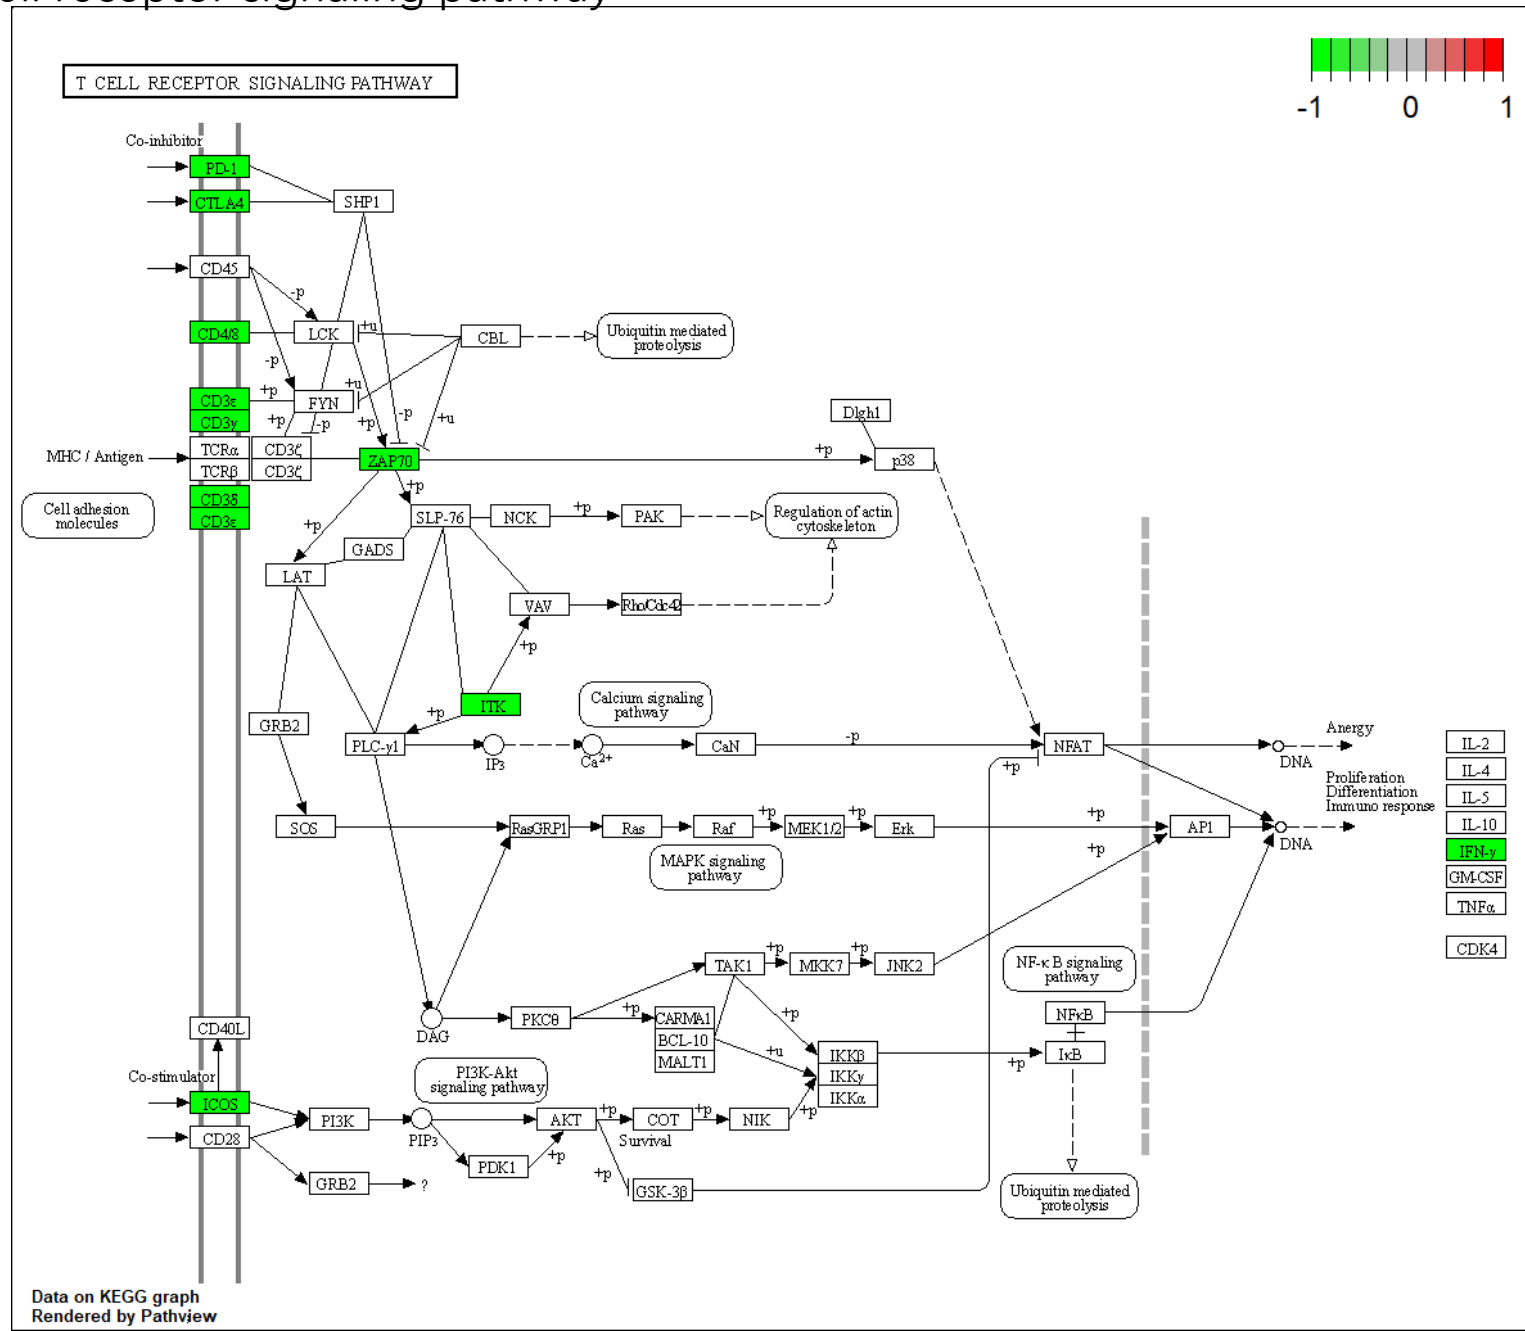 cell receptor signaling pathway
T CELL RECEPTOR SIGNALING PATHWAY
-1 0 1
Co-inhibitor
PD-1
CTLA4
SHP1
CD45
-p
CD4/8
LCK
+u
CBL
Ubiquitin mediated
proteolysis
-p
CD3ε
+p
FYN
+u
CD3γ
+p
-p
+p
-p
+u
Dlgh1
MHC / Antigen
TCRα
CD3ζ
TCRβ
CD3ζ
ZAP70
+p
p38
Cell adhesion
molecules
CD3δ
CD3ε
+p
+p
SLP-76
NCK
+p
PAK
Regulation of actin
cytoskeleton
GADS
LAT
VAV
Rho/Cdc42
+p
ITK
+p
Calcium signaling
pathway
GRB2
PLC-γ1
IP3
Ca2+
CaN
-p
+p
NFAT
DNA
Anergy
Proliferation
Differentiation
Immuno response
IL-2
IL-4
IL-5
IL-10
IFN-γ
GM-CSF
TNFα
CDK4
SOS
RasGRP1
Ras
Raf
+p
MEK1/2
+p
Erk
+p
+p
AP1
DNA
MAPK signaling
pathway
TAK1
+p
MKK7
+p
JNK2
NF-κB signaling
pathway
CD40L
DAG
PKCθ
+p
CARMA1
BCL-10
MALT1
+p
+u
IKKβ
IKKγ
IKKα
+p
NFκB
IκB
Co-stimulator
PI3K-Akt
signaling pathway
ICOS
CD28
PI3K
PIP3
AKT
+p
COT
+p
NIK
+p
Survival
PDK1
+p
+p
GRB2
?
GSK-3β
Ubiquitin mediated
proteolysis
Data on KEGG graph
Rendered by Pathview